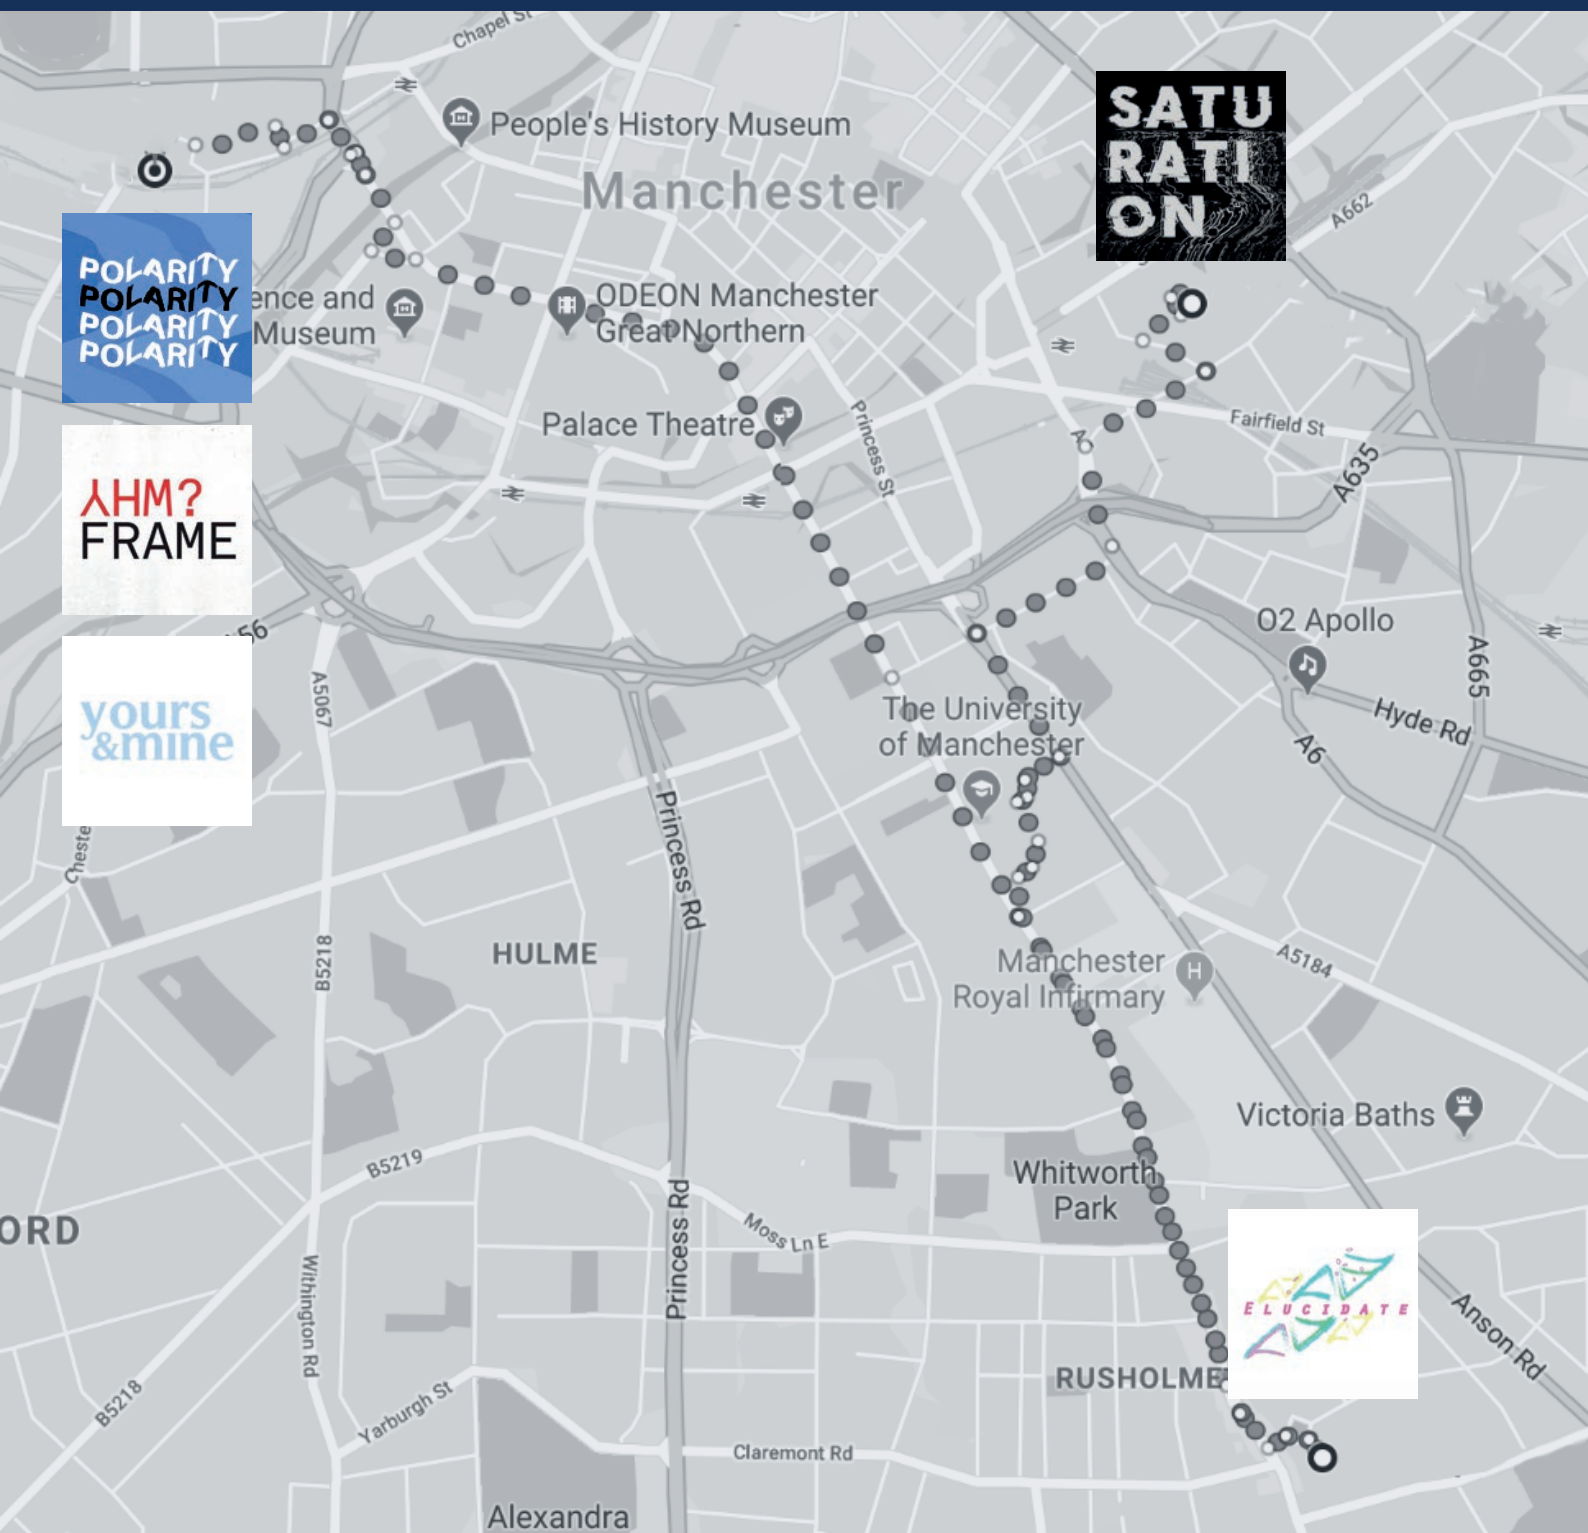 Chapel St
People's History Museum
Manchester
SATU
RATI
ON
A662
POLARITY
POLARITY
POLARITY
POLARITY
ence and
Museum
ODEON Manchester
Great Northern
Palace Theatre
Princess St
Fairfield St
A635
WHY?
FRAME
56
O2 Apollo
A665
Hyde Rd
A6
yours
&mine
A5067
The University
of Manchester
Princess Rd
Cheste
HULME
B5218
Manchester
Royal Infirmary
H
A5184
Victoria Baths
B5219
Whitworth
Park
ORD
Princess Rd
Moss Ln E
Withington Rd
ELUCIDATE
Anson Rd
RUSHOLME
B5218
Yarburgh St
Claremont Rd
Alexandra